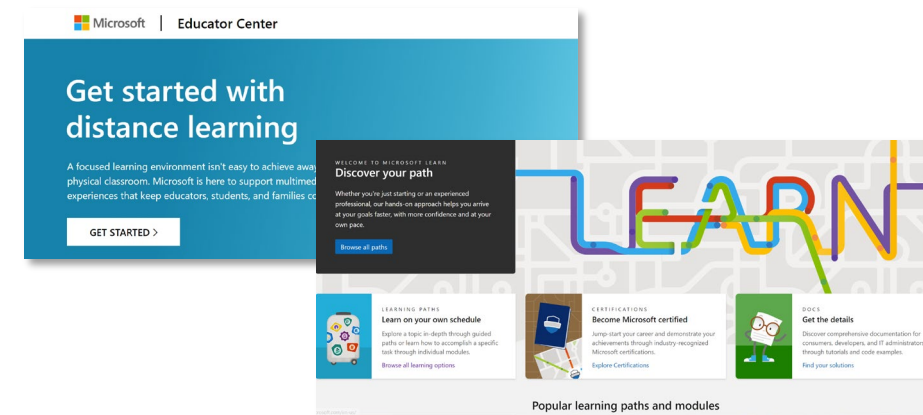 Microsoft | Educator Center
Get started with
distance learning
A focused learning environment isn't easy to achieve away
physical classroom. Microsoft is here to support multimed
experiences that keep educators, students, and families co
GET STARTED >
WELCOME TO MICROSOFT LEARN
Discover your path
Whether you're just starting or an experienced
professional, our hands-on approach helps you arrive
at your goals faster, with more confidence and at your
own pace.
Browse all paths
LEARN
LEARNING PATHS
Learn on your own schedule
Explore a topic in-depth through guided
paths or learn how to accomplish a specific
task through individual modules.
Browse all learning options
CERTIFICATIONS
Become Microsoft certified
Jump-start your career and demonstrate your
achievements through industry-recognized
Microsoft certifications.
Explore Certifications
DOCS
Get the details
Discover comprehensive documentation for
consumers, developers, and IT administrators
through tutorials and code examples.
Find your solutions
Popular learning paths and modules